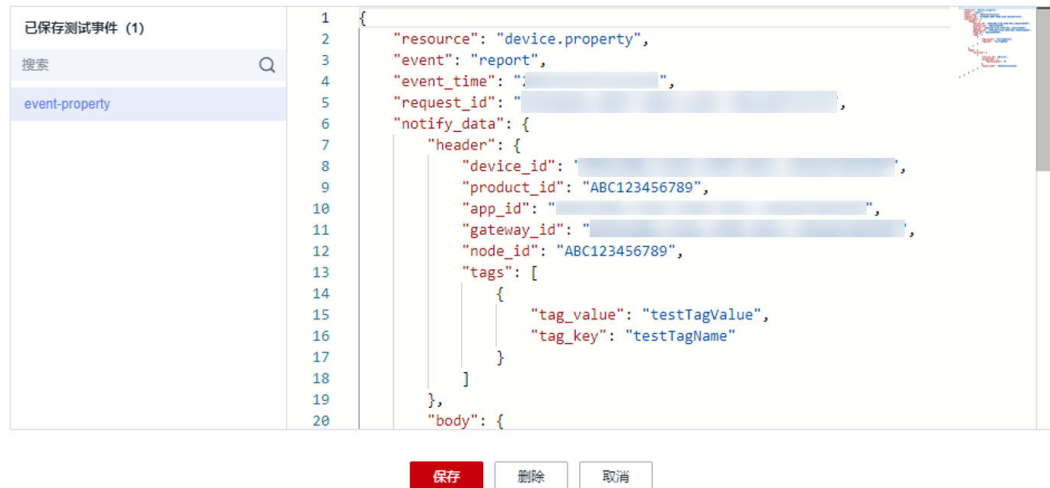 已保存测试事件 (1)
搜索
event-property
1 {
2 "resource": "device.property",
3 "event": "report",
4 "event_time": "
5 "request_id": "
6 "notify_data": {
7 "header": {
8 "device_id": "
9 "product_id": "ABC123456789",
10 "app_id": "
11 "gateway_id": "
12 "node_id": "ABC123456789",
13 "tags": [
14 {
15 "tag_value": "testTagValue",
16 "tag_key": "testTagName"
17 }
18 ]
19 },
20 "body": {
保存 删除 取消